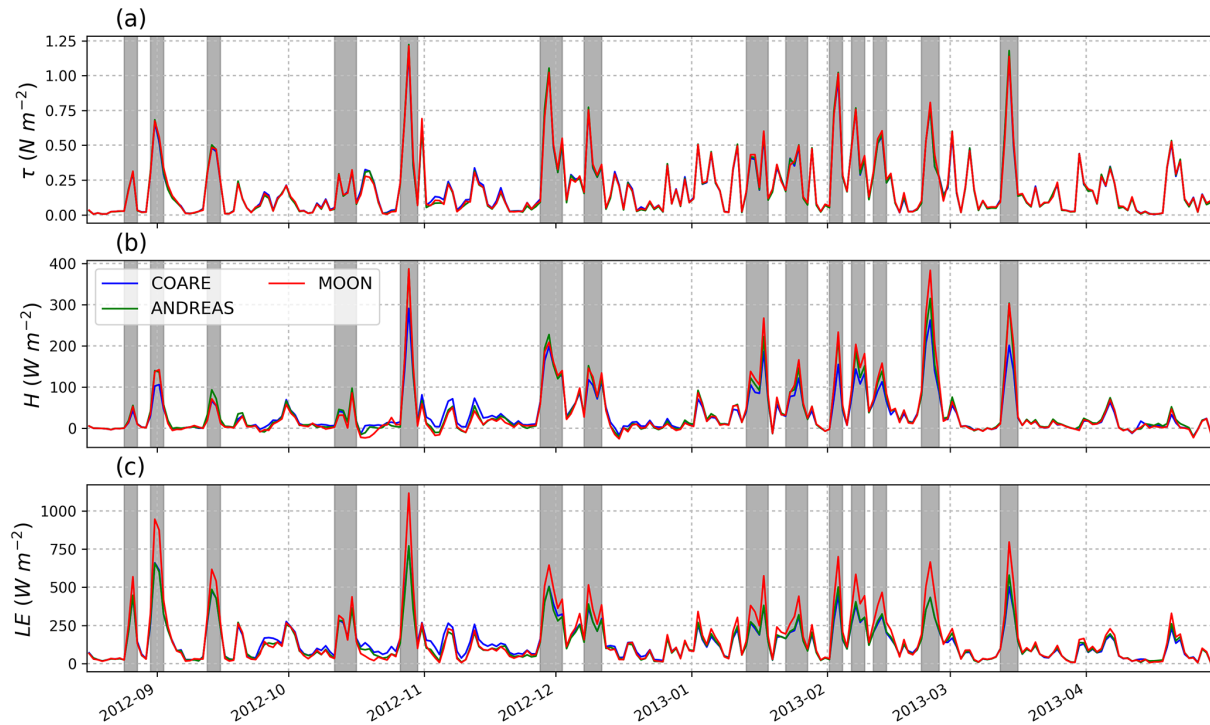 (a)
1.25
1.00
0.75
0.50
0.25
0.00
τ (N m⁻²)
(b)
400
300
200
100
0
H (W m⁻²)
COARE
MOON
ANDREAS
(c)
1000
750
500
250
0
LE (W m⁻²)
2012-09
2012-10
2012-11
2012-12
2013-01
2013-02
2013-03
2013-04